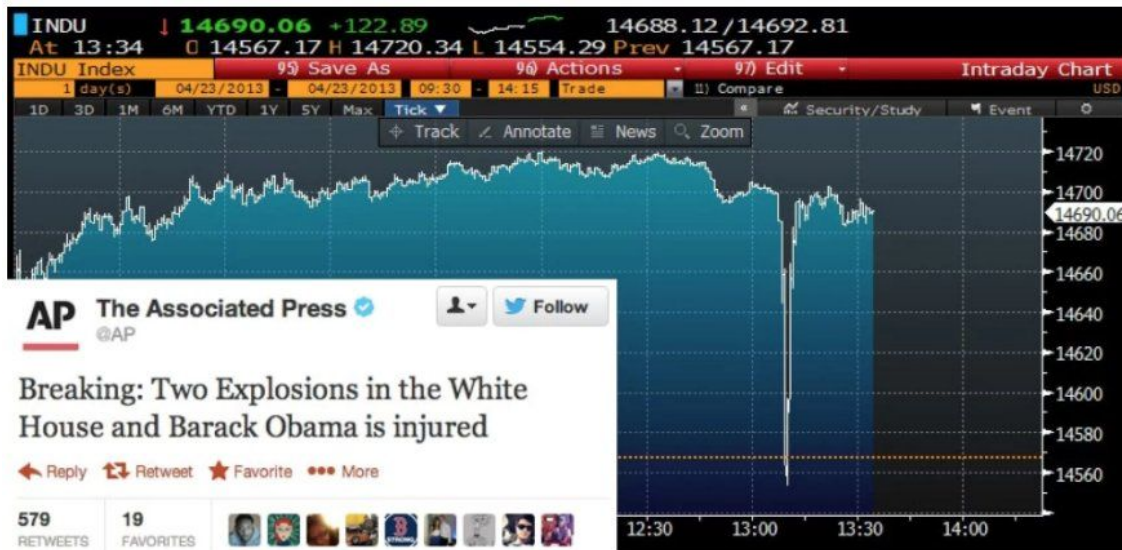 INDU ↓ 14690.06 +122.89 14688.12/14692.81
At 13:34 O 14567.17 H 14720.34 L 14554.29 Prev 14567.17
INDU Index 95) Save As 96) Actions 97) Edit Intraday Chart
1 day(s) 04/23/2013 - 04/23/2013 09:30 - 14:15 Trade 11) Compare USD
1D 3D 1M 6M YTD 1Y 5Y Max Tick ▼ « Security/Study Event
Track Annotate News Zoom
14720
14700
14690.06
14680
14660
14640
14620
14600
14580
14560
12:30 13:00 13:30 14:00
AP The Associated Press
@AP
Follow
Breaking: Two Explosions in the White
House and Barack Obama is injured
Reply Retweet Favorite ••• More
579 19
RETWEETS FAVORITES
B
STRONG